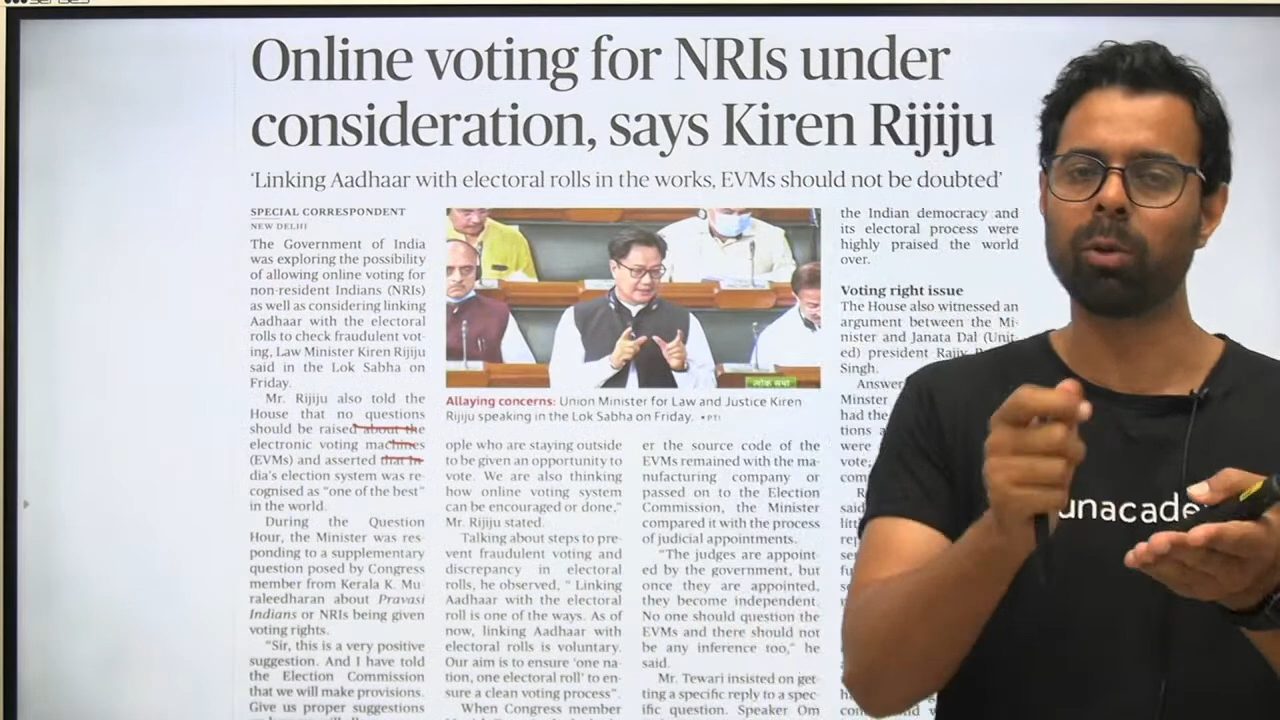 Online voting for NRIs under
consideration, says Kiren Rijiju
‘Linking Aadhaar with electoral rolls in the works, EVMs should not be doubted’
SPECIAL CORRESPONDENT
NEW DELHI
The Government of India
was exploring the possibility
of allowing online voting for
non-resident Indians (NRIs)
as well as considering linking
Aadhaar with the electoral
rolls to check fraudulent vot-
ing, Law Minister Kiren Rijiju
said in the Lok Sabha on
Friday.
Mr. Rijiju also told the
House that no questions
should be raised about the
electronic voting machines
(EVMs) and asserted that In-
dia’s election system was re-
cognised as “one of the best”
in the world.
During the Question
Hour, the Minister was res-
ponding to a supplementary
question posed by Congress
member from Kerala K. Mu-
raleedharan about Pravasi
Indians or NRIs being given
voting rights.
“Sir, this is a very positive
suggestion. And I have told
the Election Commission
that we will make provisions.
Give us proper suggestions
लोक सभा
Allaying concerns: Union Minister for Law and Justice Kiren
Rijiju speaking in the Lok Sabha on Friday. • PTI
ople who are staying outside
to be given an opportunity to
vote. We are also thinking
how online voting system
can be encouraged or done,”
Mr. Rijiju stated.
Talking about steps to pre-
vent fraudulent voting and
discrepancy in electoral
rolls, he observed, “ Linking
Aadhaar with the electoral
roll is one of the ways. As of
now, linking Aadhaar with
electoral rolls is voluntary.
Our aim is to ensure ‘one na-
tion, one electoral roll’ to en-
sure a clean voting process”.
When Congress member
er the source code of the
EVMs remained with the ma-
nufacturing company or
passed on to the Election
Commission, the Minister
compared it with the process
of judicial appointments.
“The judges are appoint-
ed by the government, but
once they are appointed,
they become independent.
No one should question the
EVMs and there should not
be any inference too,” he
said.
Mr. Tewari insisted on get-
ting a specific reply to a spec-
ific question. Speaker Om
the Indian democracy and
its electoral process were
highly praised the world
over.
Voting right issue
The House also witnessed an
argument between the Mi-
nister and Janata Dal (Unit-
ed) president Rajiv
Singh.
Answer
Minster
had the
tions a
were
vote,
com
said
unacade